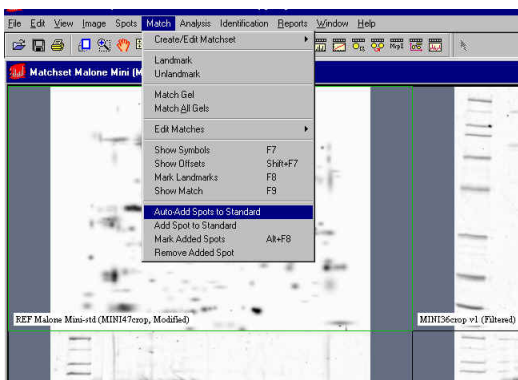 File Edit View Image Spots Match Analysis Identification Reports Window Help
Create/Edit Matchset
Landmark
Unlandmark
Match Gel
Match All Gels
Edit Matches
Show Symbols F7
Show Offsets Shift+F7
Mark Landmarks F8
Show Match F9
Auto-Add Spots to Standard
Add Spot to Standard
Mark Added Spots Alt+F8
Remove Added Spot
Matchset Malone Mini (M
REF Malone Mini-std (MINI47crop, Modified)
MINI36crop v1 (Filtered)